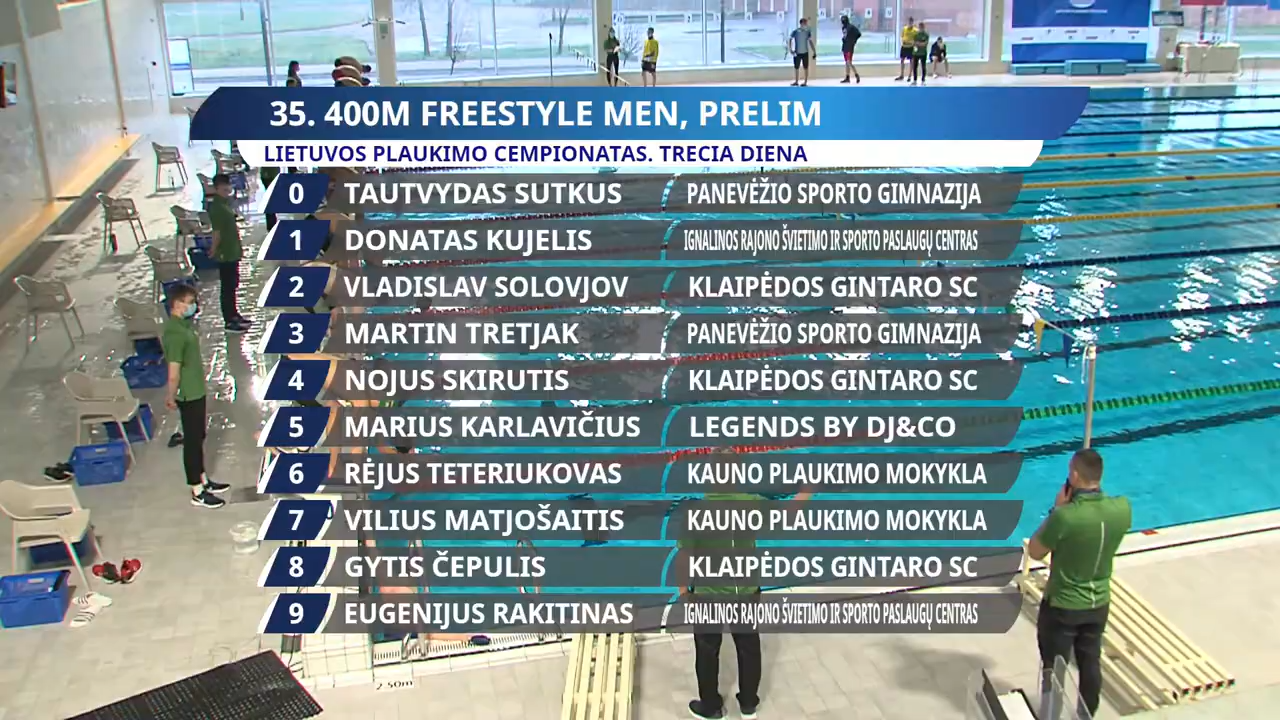 35. 400M FREESTYLE MEN, PRELIM
LIETUVOS PLAUKIMO CEMPIONATAS. TRECIA DIENA
0 TAUTVYDAS SUTKUS PANEVĖŽIO SPORTO GIMNAZIJA
1 DONATAS KUJELIS IGNALINOS RAJONO ŠVIETIMO IR SPORTO PASLAUGŲ CENTRAS
2 VLADISLAV SOLOVJOV KLAIPĖDOS GINTARO SC
3 MARTIN TRETJAK PANEVĖŽIO SPORTO GIMNAZIJA
4 NOJUS SKIRUTIS KLAIPĖDOS GINTARO SC
5 MARIUS KARLAVIČIUS LEGENDS BY DJ&CO
6 RĖJUS TETERIUKOVAS KAUNO PLAUKIMO MOKYKLA
7 VILIUS MATJOŠAITIS KAUNO PLAUKIMO MOKYKLA
8 GYTIS ČEPULIS KLAIPĖDOS GINTARO SC
9 EUGENIJUS RAKITINAS IGNALINOS RAJONO ŠVIETIMO IR SPORTO PASLAUGŲ CENTRAS